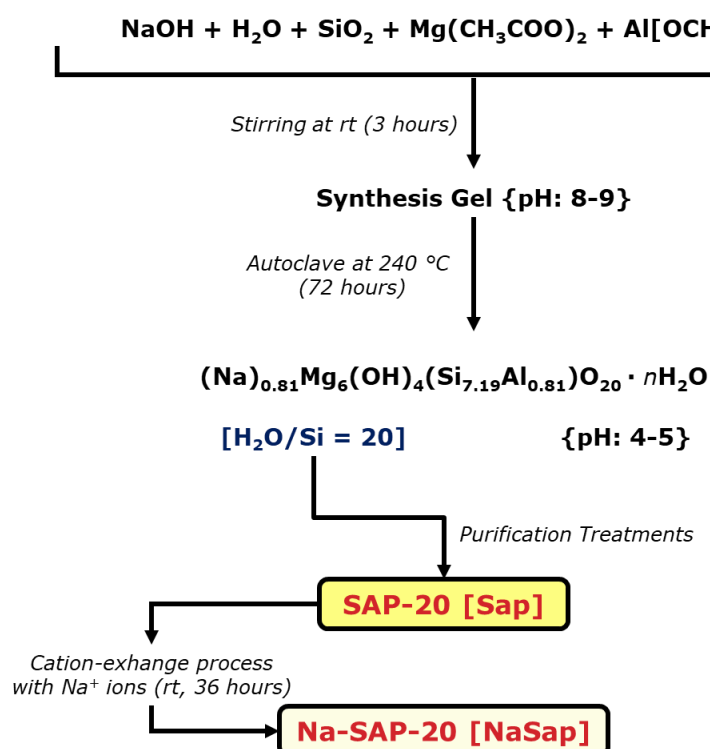 NaOH + H₂O + SiO₂ + Mg(CH₃COO)₂ + Al[OCH
Stirring at rt (3 hours)
Synthesis Gel {pH: 8-9}
Autoclave at 240 °C
(72 hours)
(Na)₀.₈₁Mg₆(OH)₄(Si₇.₁₉Al₀.₈₁)O₂₀ · nH₂O
[H₂O/Si = 20] {pH: 4-5}
Purification Treatments
SAP-20 [Sap]
Cation-exhange process
with Na⁺ ions (rt, 36 hours)
Na-SAP-20 [NaSap]